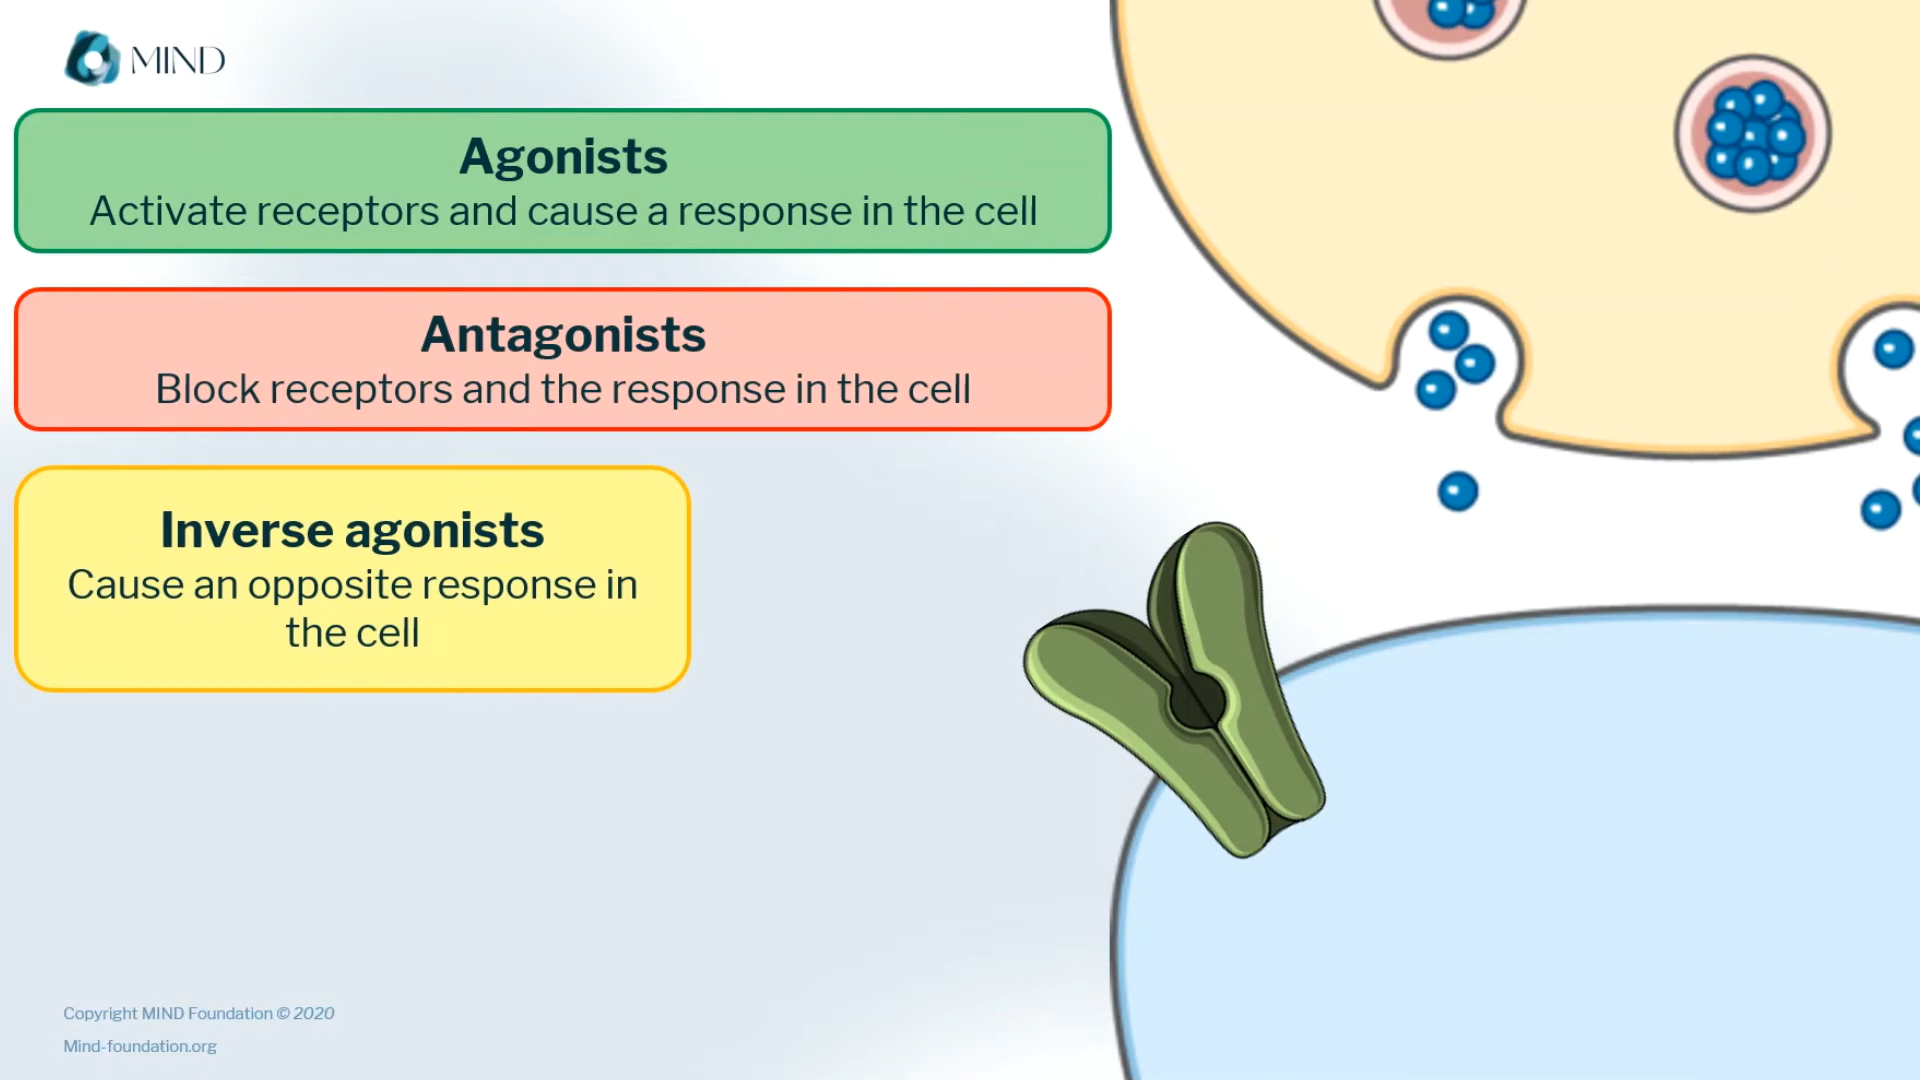 MIND
Agonists
Activate receptors and cause a response in the cell
Antagonists
Block receptors and the response in the cell
Inverse agonists
Cause an opposite response in
the cell
Copyright MIND Foundation © 2020
Mind-foundation.org